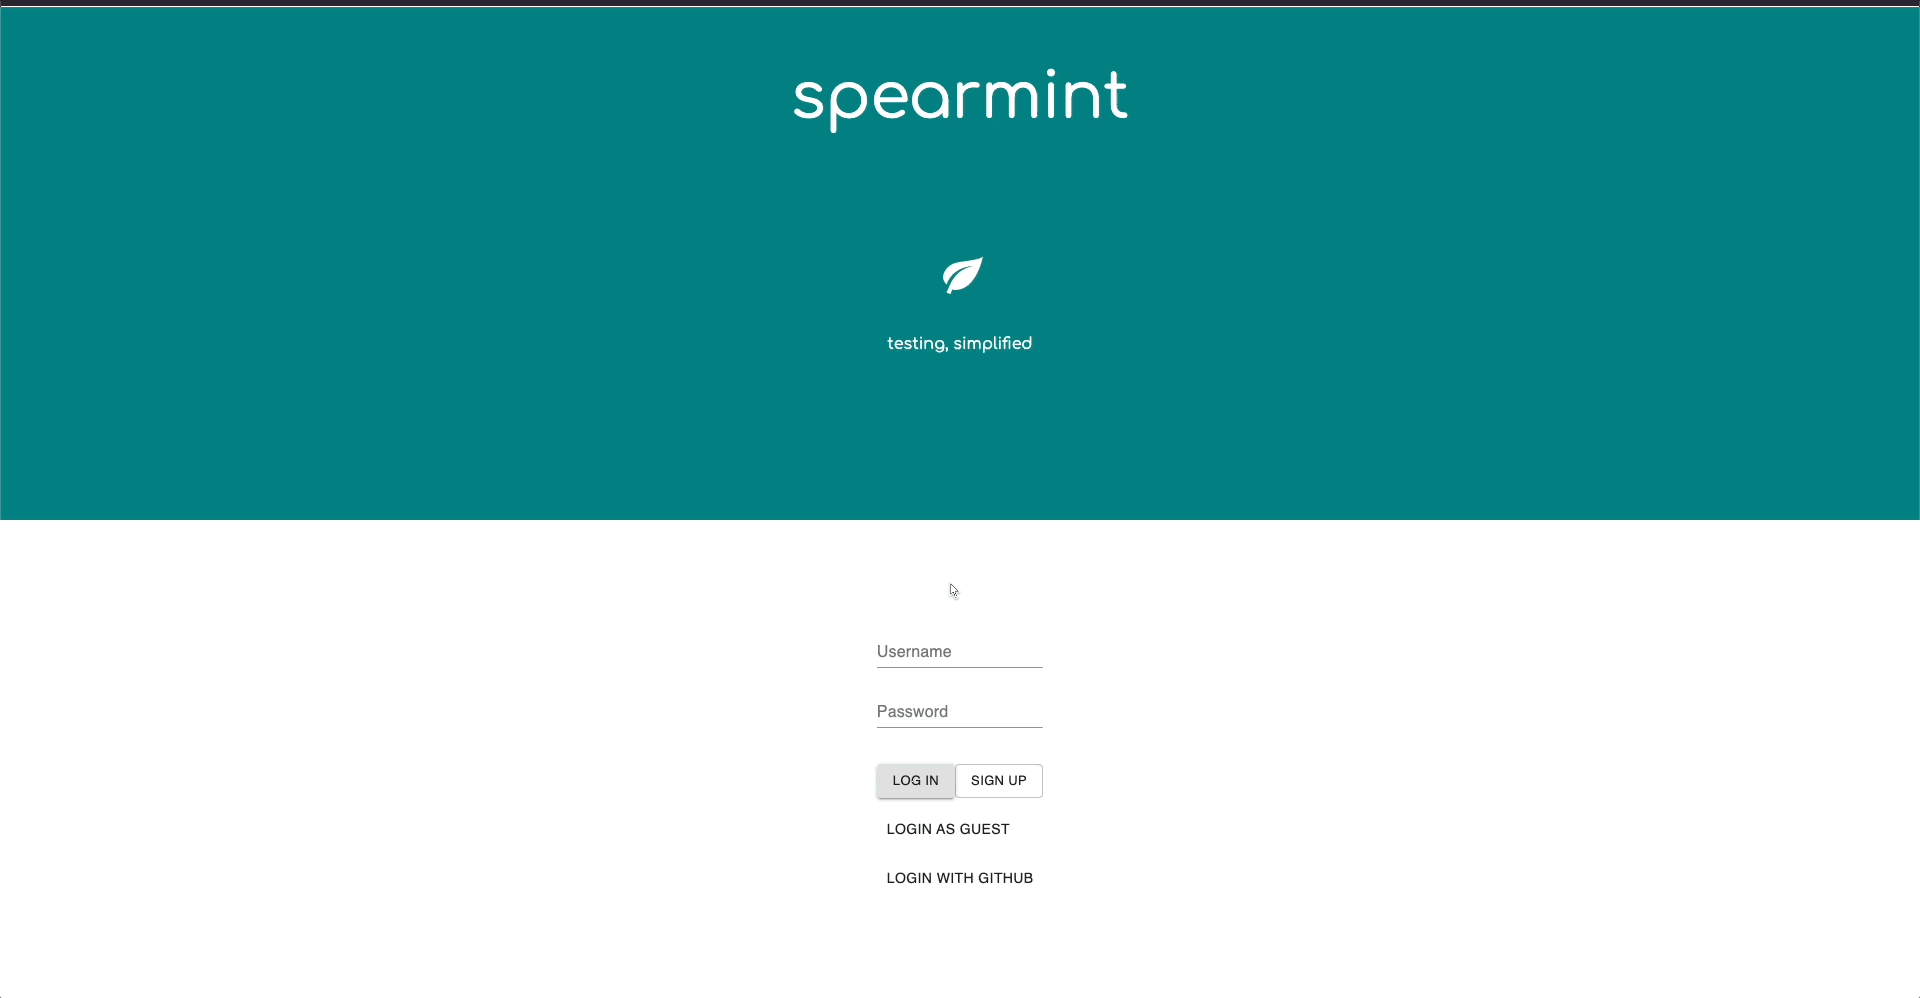 spearmint
testing, simplified
Username
Password
LOG IN SIGN UP
LOGIN AS GUEST
LOGIN WITH GITHUB